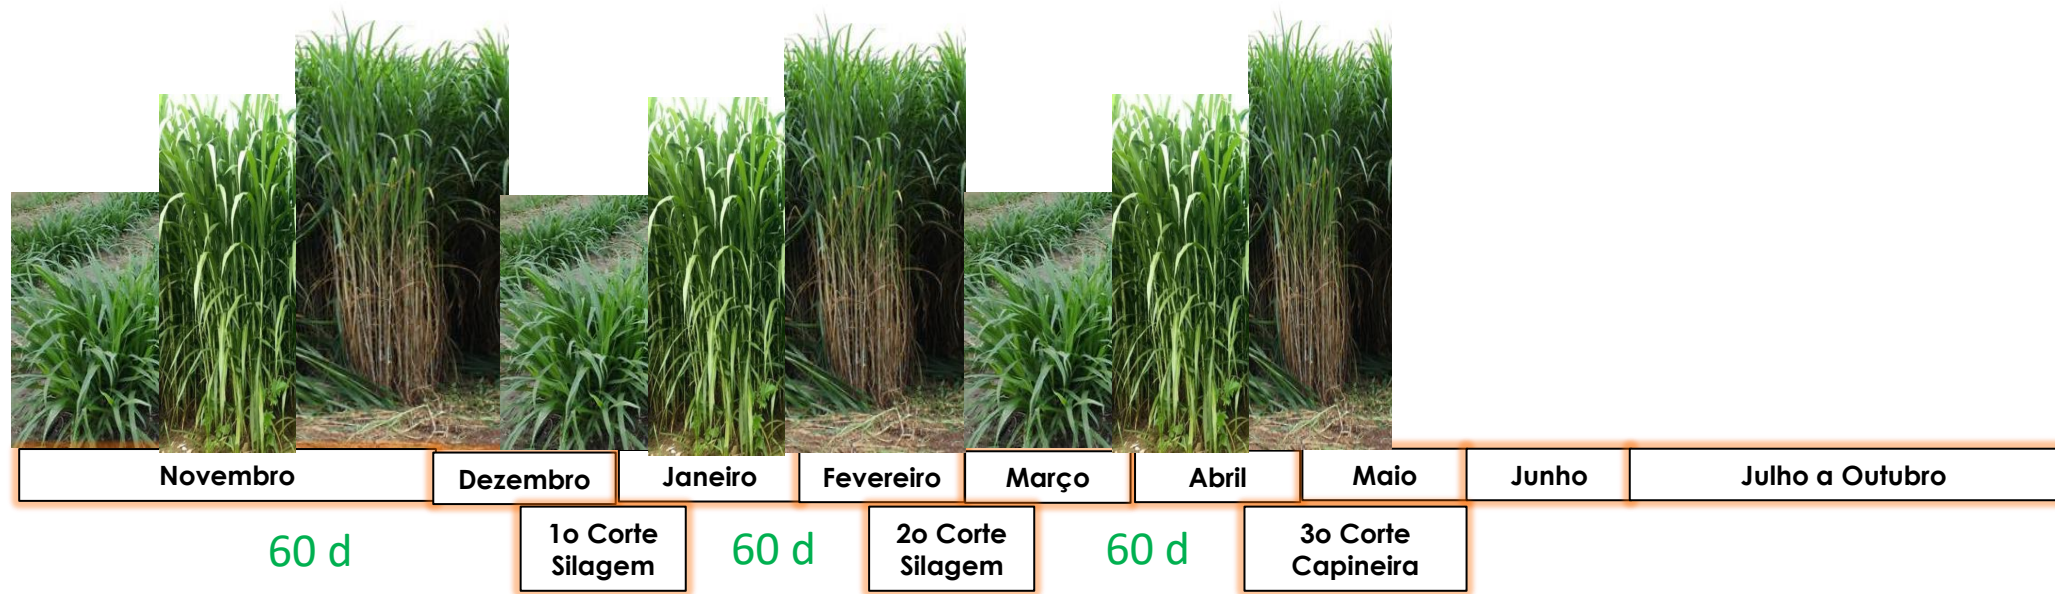 Novembro
Dezembro
Janeiro
Fevereiro
Março
Abril
Maio
Junho
Julho a Outubro
60 d
1o Corte
Silagem
60 d
2o Corte
Silagem
60 d
3o Corte
Capineira